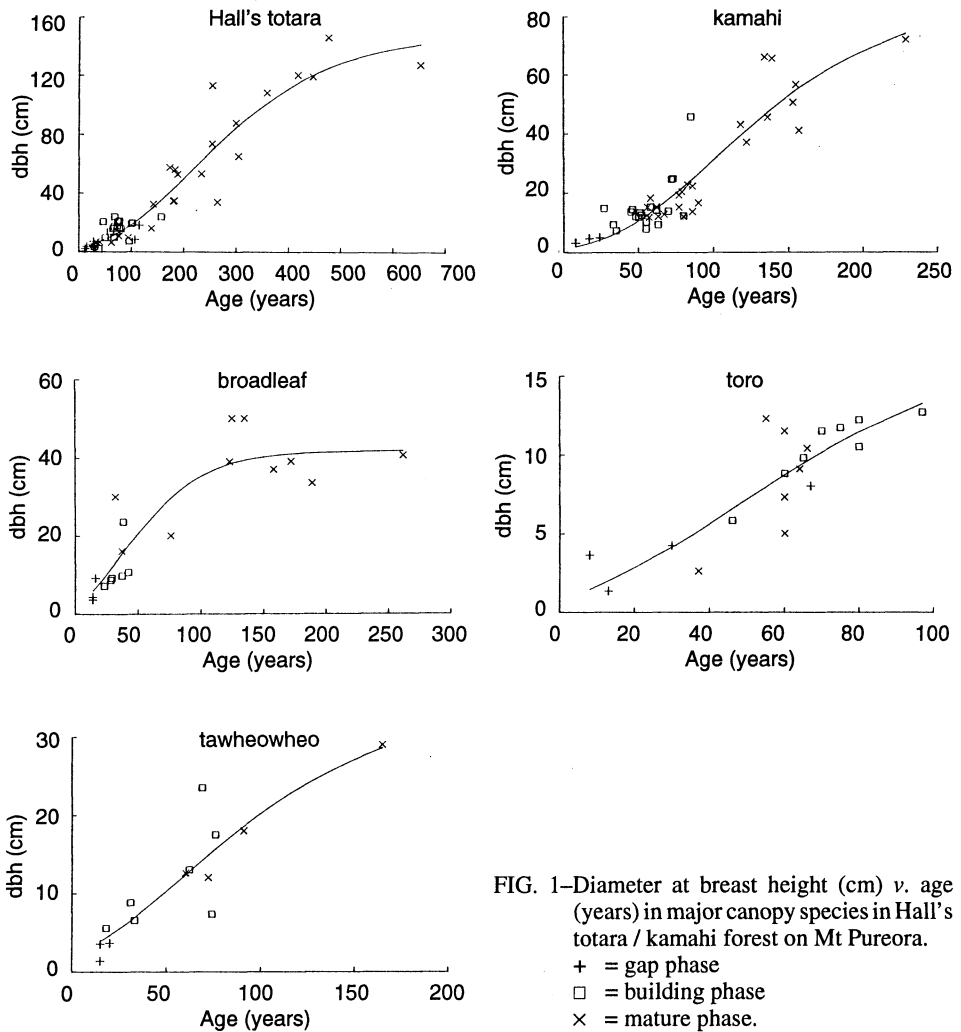 Hall's totara
160
120
80
40
0
dbh (cm)
0 100 200 300 400 500 600 700
Age (years)
kamahi
80
60
40
20
0
dbh (cm)
0 50 100 150 200 250
Age (years)
broadleaf
60
40
20
0
dbh (cm)
0 50 100 150 200 250 300
Age (years)
toro
15
10
5
0
dbh (cm)
0 20 40 60 80 100
Age (years)
tawheowheo
30
20
10
0
dbh (cm)
0 50 100 150 200
Age (years)
FIG. 1–Diameter at breast height (cm) v. age
(years) in major canopy species in Hall's
totara / kamahi forest on Mt Pureora.
+ = gap phase
□ = building phase
× = mature phase.